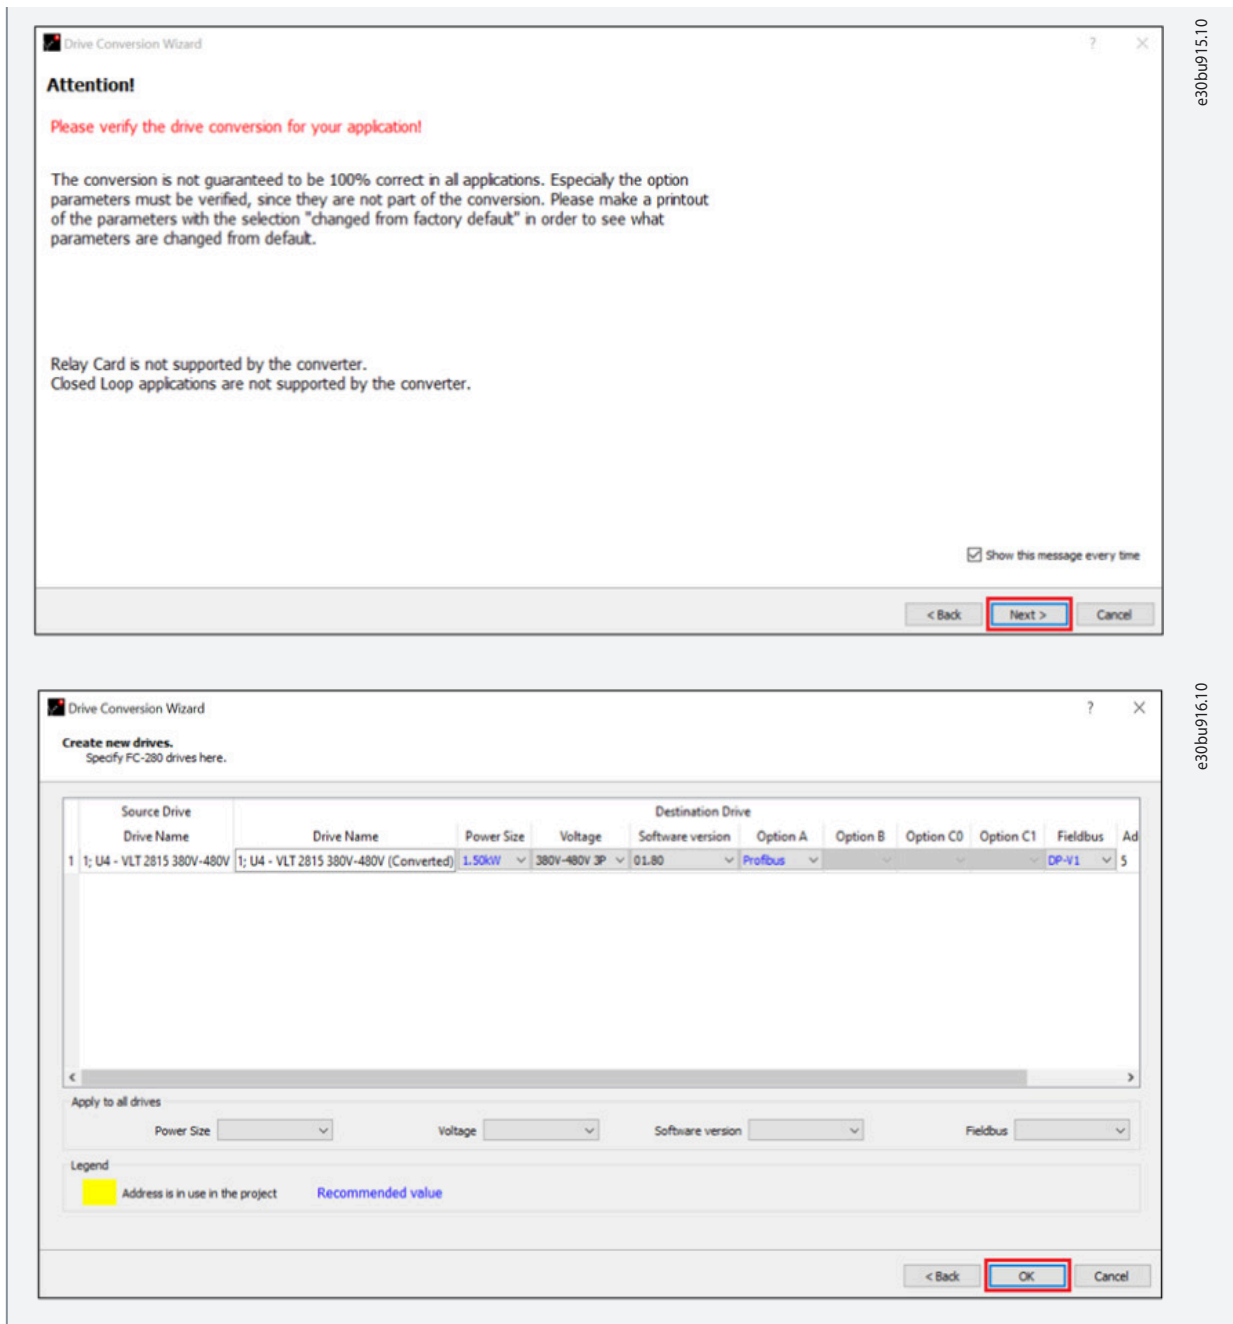 Drive Conversion Wizard
?
Attention!
Please verify the drive conversion for your application!
The conversion is not guaranteed to be 100% correct in all applications. Especially the option
parameters must be verified, since they are not part of the conversion. Please make a printout
of the parameters with the selection "changed from factory default" in order to see what
parameters are changed from default.
Relay Card is not supported by the converter.
Closed Loop applications are not supported by the converter.
Show this message every time
< Back Next > Cancel
e30bu915.10
Drive Conversion Wizard
?
Create new drives.
Specify FC-280 drives here.
Source Drive Destination Drive
Drive Name Drive Name Power Size Voltage Software version Option A Option B Option C0 Option C1 Fieldbus Ad
1 1; U4 - VLT 2815 380V-480V 1; U4 - VLT 2815 380V-480V (Converted) 1.50kW 380V-480V 3P 01.80 Profibus DP-V1 5
Apply to all drives
Power Size Voltage Software version Fieldbus
Legend
Address is in use in the project Recommended value
< Back OK Cancel
e30bu916.10